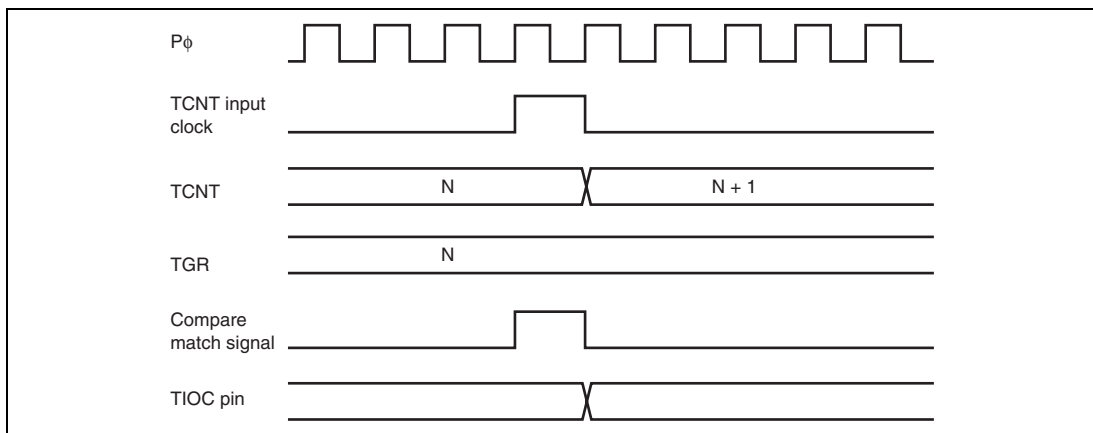 Pϕ
TCNT input
clock
TCNT
N
N + 1
TGR
N
Compare
match signal
TIOC pin